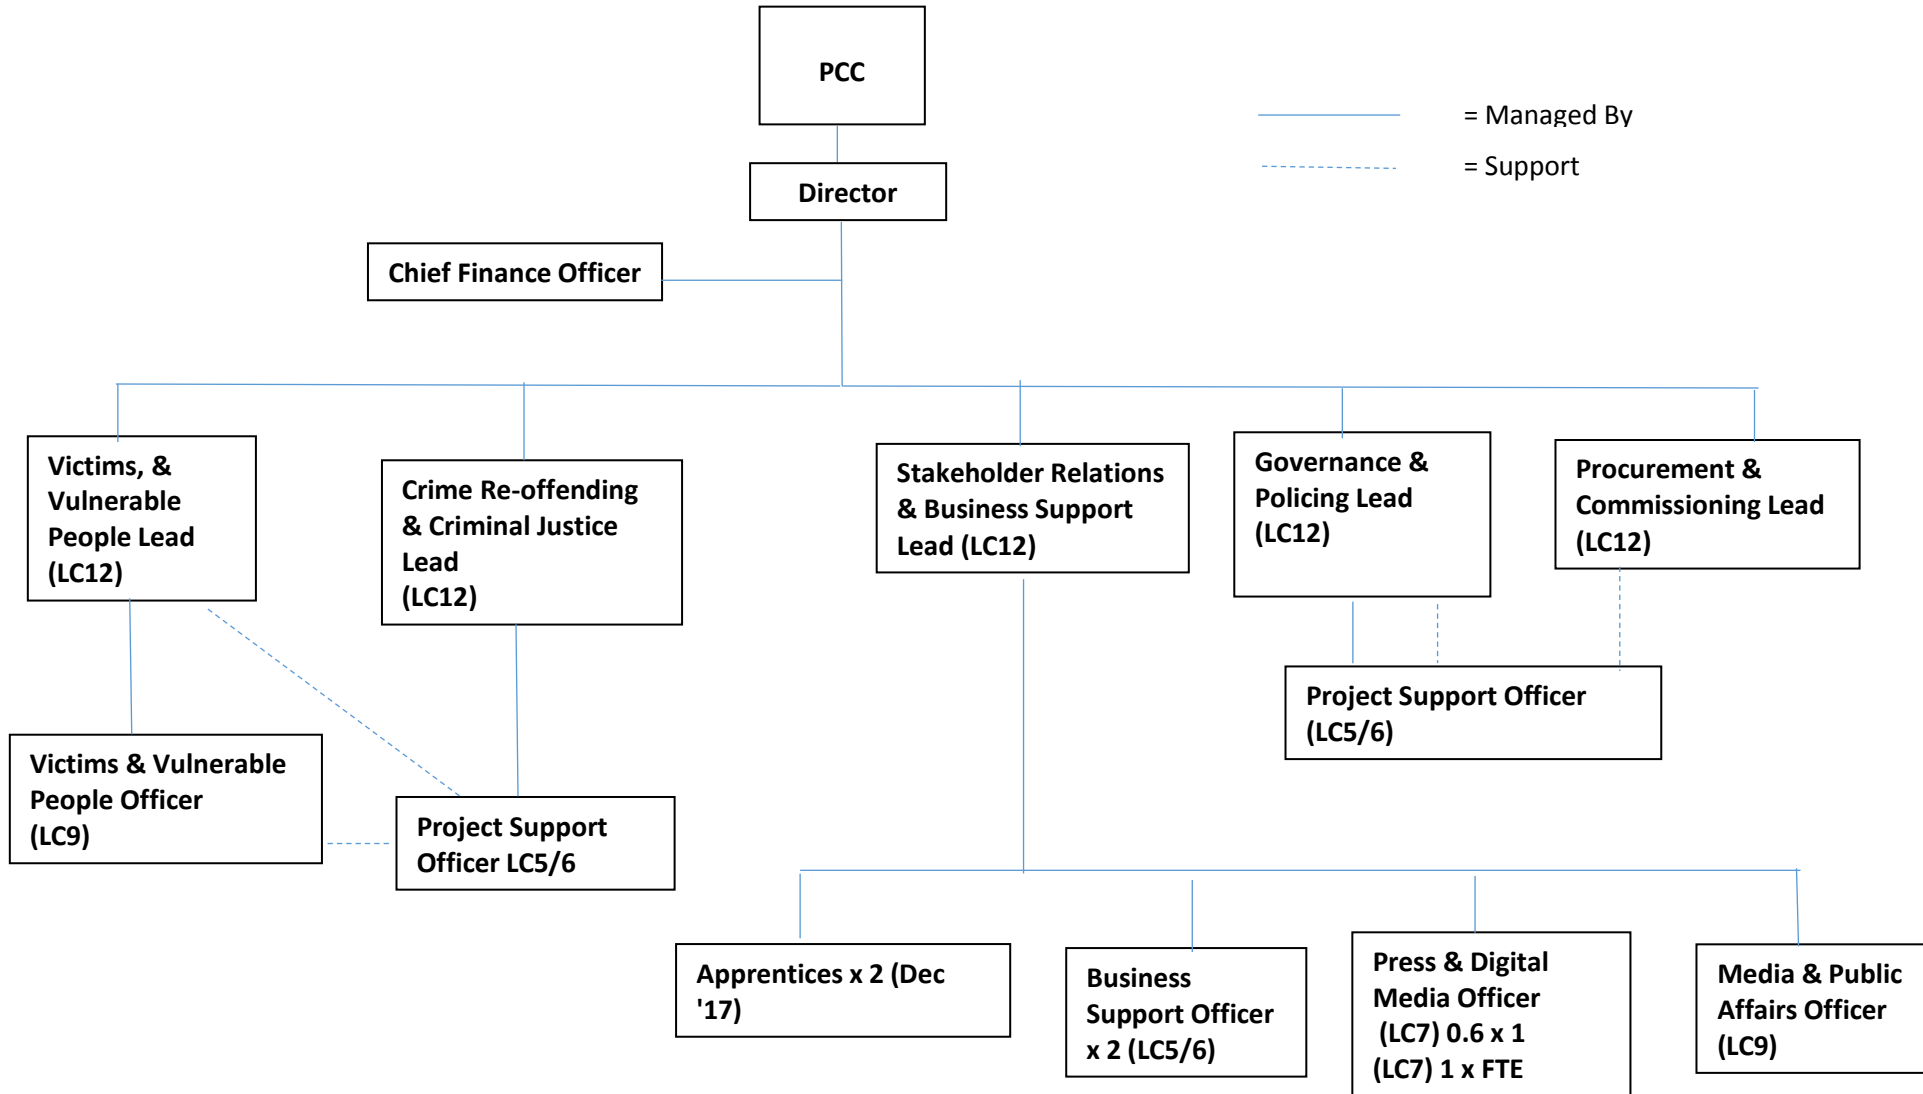 PCC
= Managed By
= Support
Director
Chief Finance Officer
Victims, &
Vulnerable
People Lead
(LC12)
Crime Re-offending
& Criminal Justice
Lead
(LC12)
Stakeholder Relations
& Business Support
Lead (LC12)
Governance &
Policing Lead
(LC12)
Procurement &
Commissioning Lead
(LC12)
Project Support Officer
(LC5/6)
Victims & Vulnerable
People Officer
(LC9)
Project Support
Officer LC5/6
Apprentices x 2 (Dec
'17)
Business
Support Officer
x 2 (LC5/6)
Press & Digital
Media Officer
(LC7) 0.6 x 1
(LC7) 1 x FTE
Media & Public
Affairs Officer
(LC9)